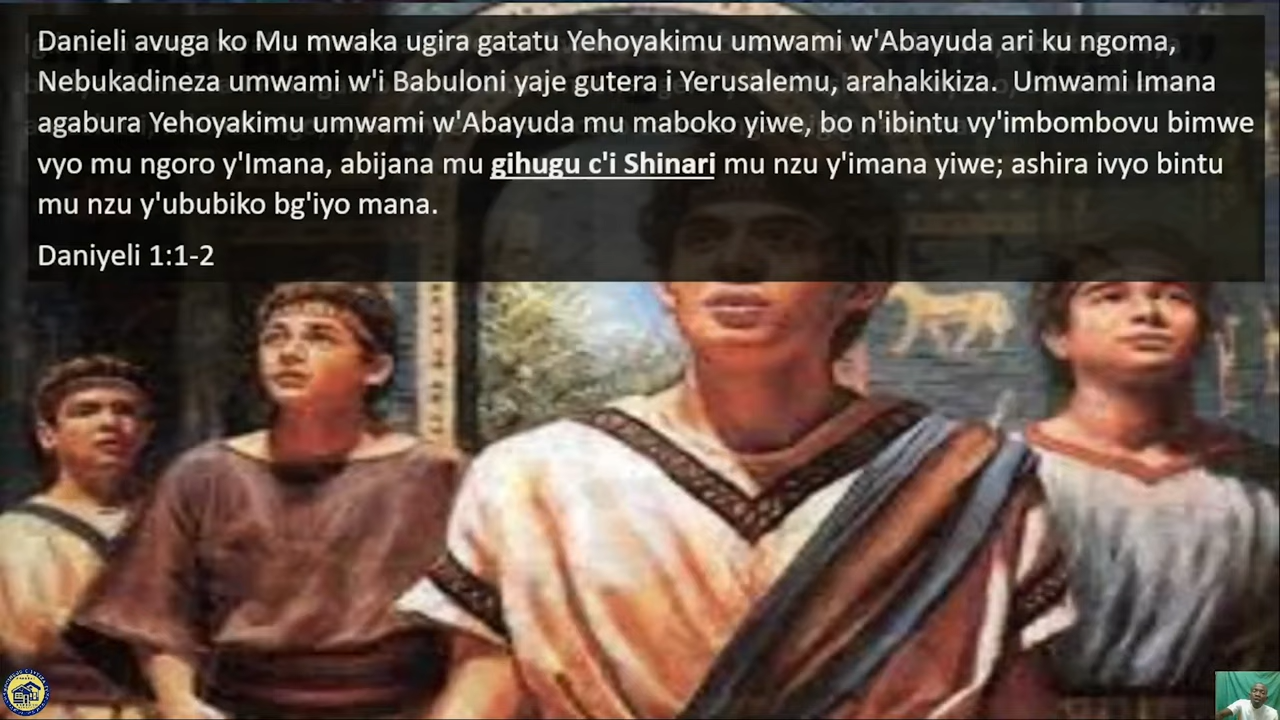 Danieli avuga ko Mu mwaka ugira gatatu Yehoyakimu umwami w'Abayuda ari ku ngoma,
Nebukadineza umwami w'i Babuloni yaje gutera i Yerusalemu, arahakikiza.  Umwami Imana
agabura Yehoyakimu umwami w'Abayuda mu maboko yiwe, bo n'ibintu vy'imbombovu bimwe
vyo mu ngoro y'Imana, abijana mu gihugu c'i Shinari mu nzu y'imana yiwe; ashira ivyo bintu
mu nzu y'ububiko bg'iyo mana.
Daniyeli 1:1-2